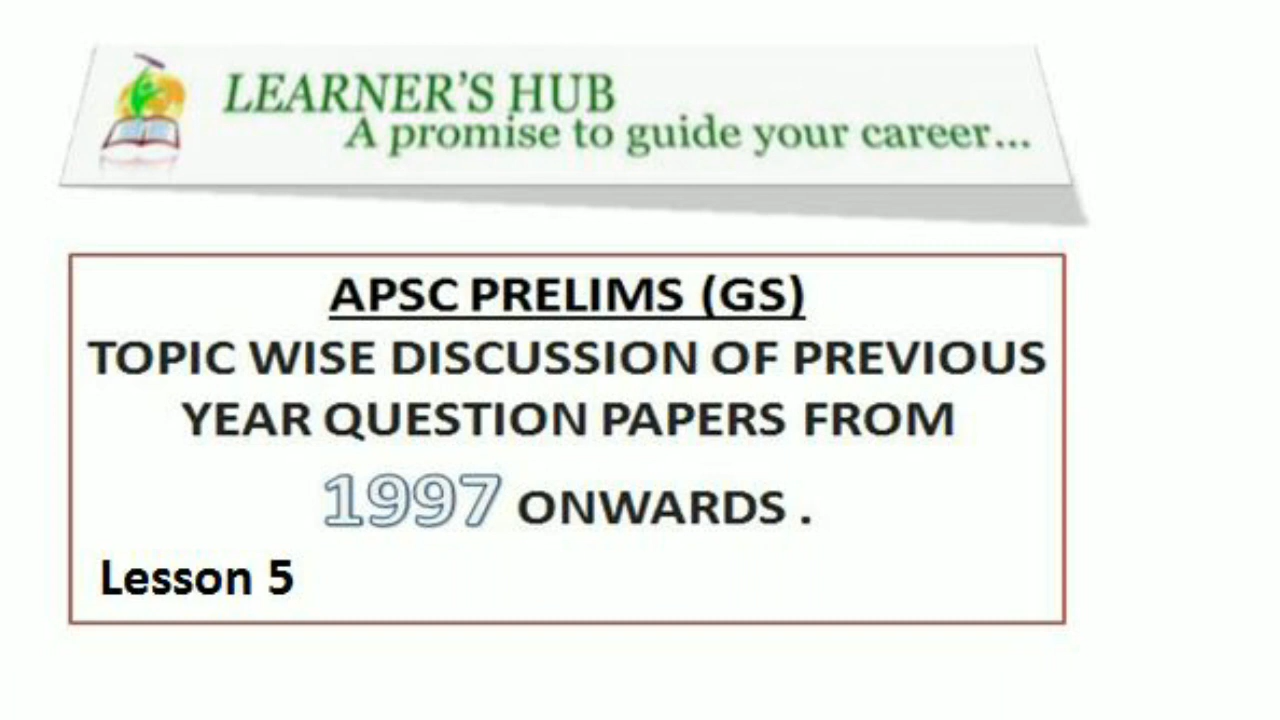 LEARNER'S HUB
A promise to guide your career...
APSC PRELIMS (GS)
TOPIC WISE DISCUSSION OF PREVIOUS
YEAR QUESTION PAPERS FROM
1997 ONWARDS .
Lesson 5